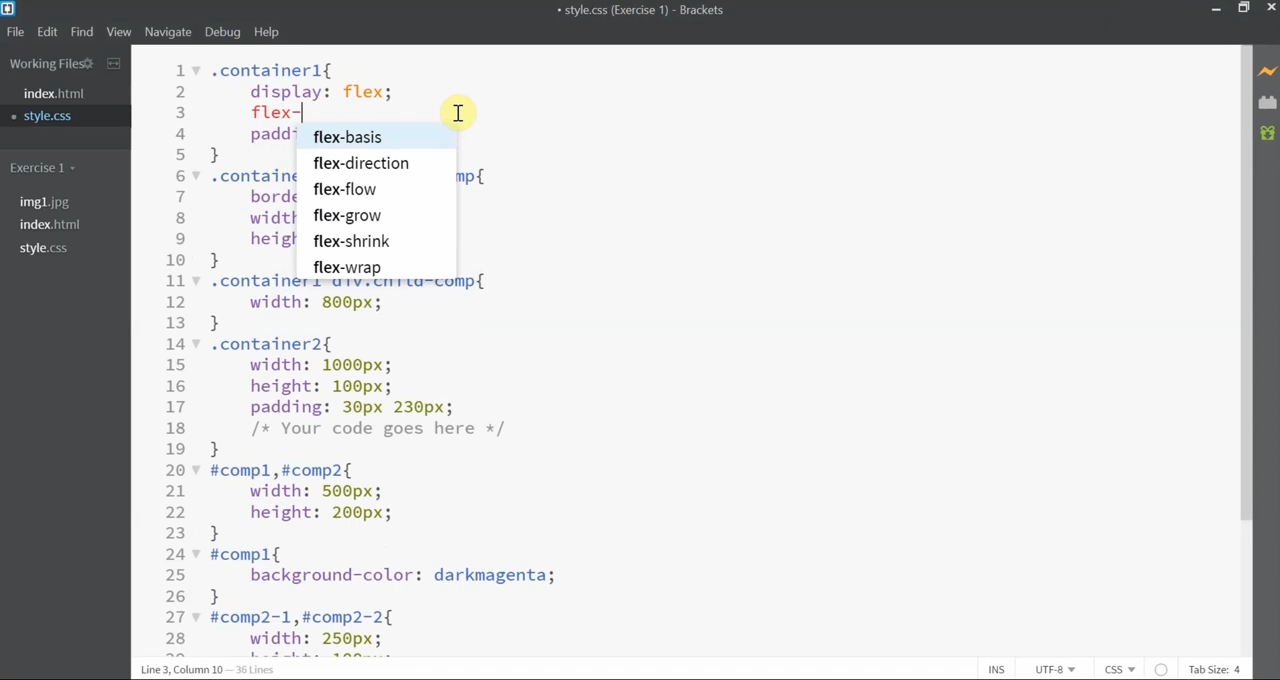 • style.css (Exercise 1) - Brackets
File Edit Find View Navigate Debug Help
Working Files
index.html
• style.css
Exercise 1
img1.jpg
index.html
style.css
1 .container1{
2 display: flex;
3 flex-
4 paddi
5 }
6 .containe mp{
7 borde
8 width
9 heigh
10 }
11 .container1 div.child-comp{
12 width: 800px;
13 }
14 .container2{
15 width: 1000px;
16 height: 100px;
17 padding: 30px 230px;
18 /* Your code goes here */
19 }
20 #comp1,#comp2{
21 width: 500px;
22 height: 200px;
23 }
24 #comp1{
25 background-color: darkmagenta;
26 }
27 #comp2-1,#comp2-2{
28 width: 250px;
flex-basis
flex-direction
flex-flow
flex-grow
flex-shrink
flex-wrap
Line 3, Column 10 — 36 Lines
INS UTF-8 CSS Tab Size: 4